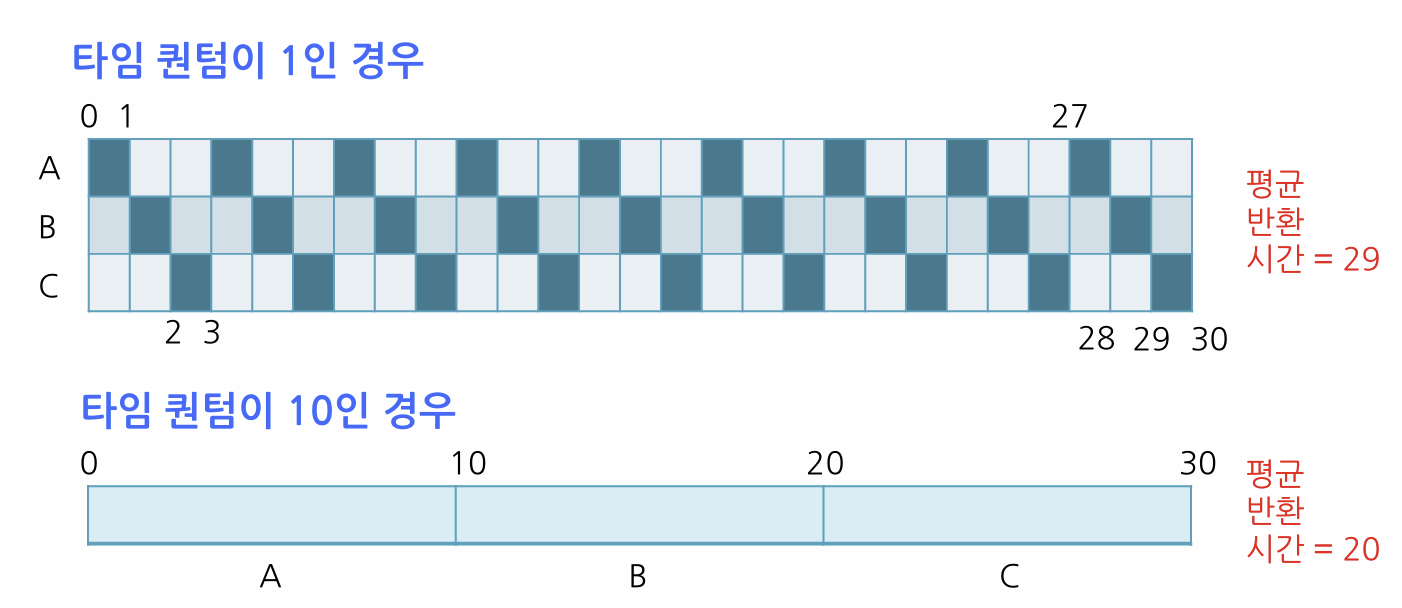 타임 퀀텀이 1인 경우
0 1 27
A
B
C
평균
반환
시간 = 29
2 3 28 29 30
타임 퀀텀이 10인 경우
0 10 20 30
평균
반환
시간 = 20
A B C